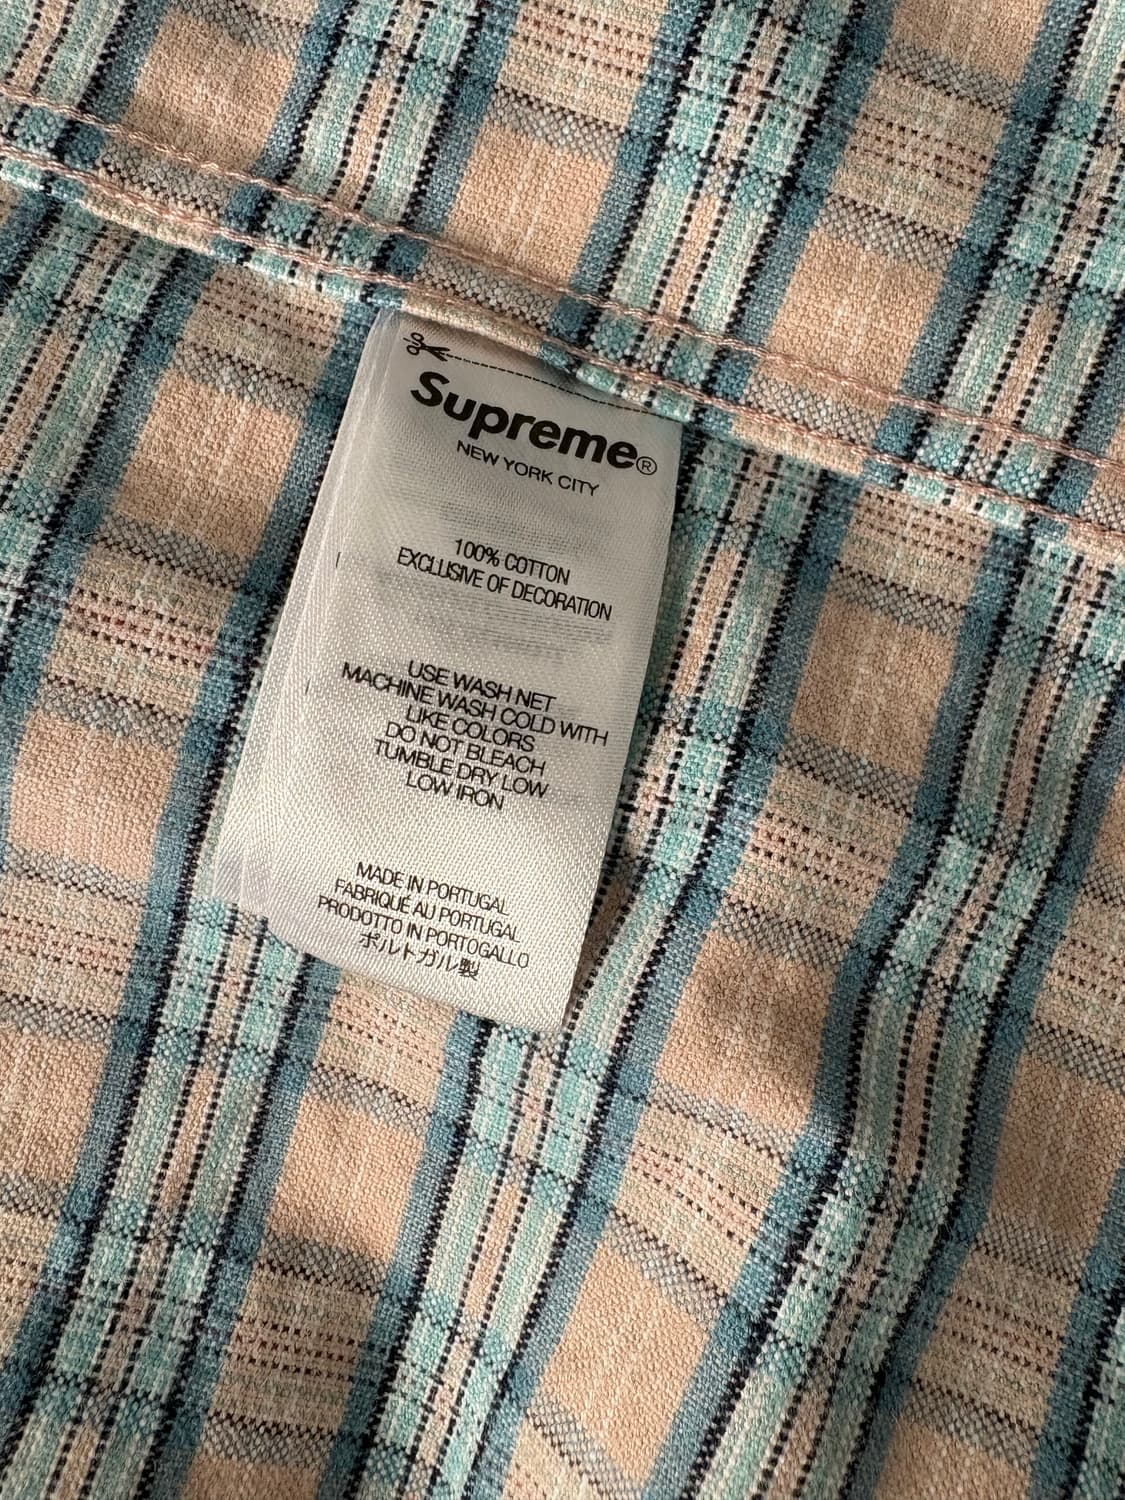 Supreme®
NEW YORK CITY
100% COTTON
EXCLUSIVE OF DECORATION
USE WASH NET
MACHINE WASH COLD WITH
LIKE COLORS
DO NOT BLEACH
TUMBLE DRY LOW
LOW IRON
MADE IN PORTUGAL
FABRIQUÉ AU PORTUGAL
PRODOTTO IN PORTOGALLO
ポルトガル製